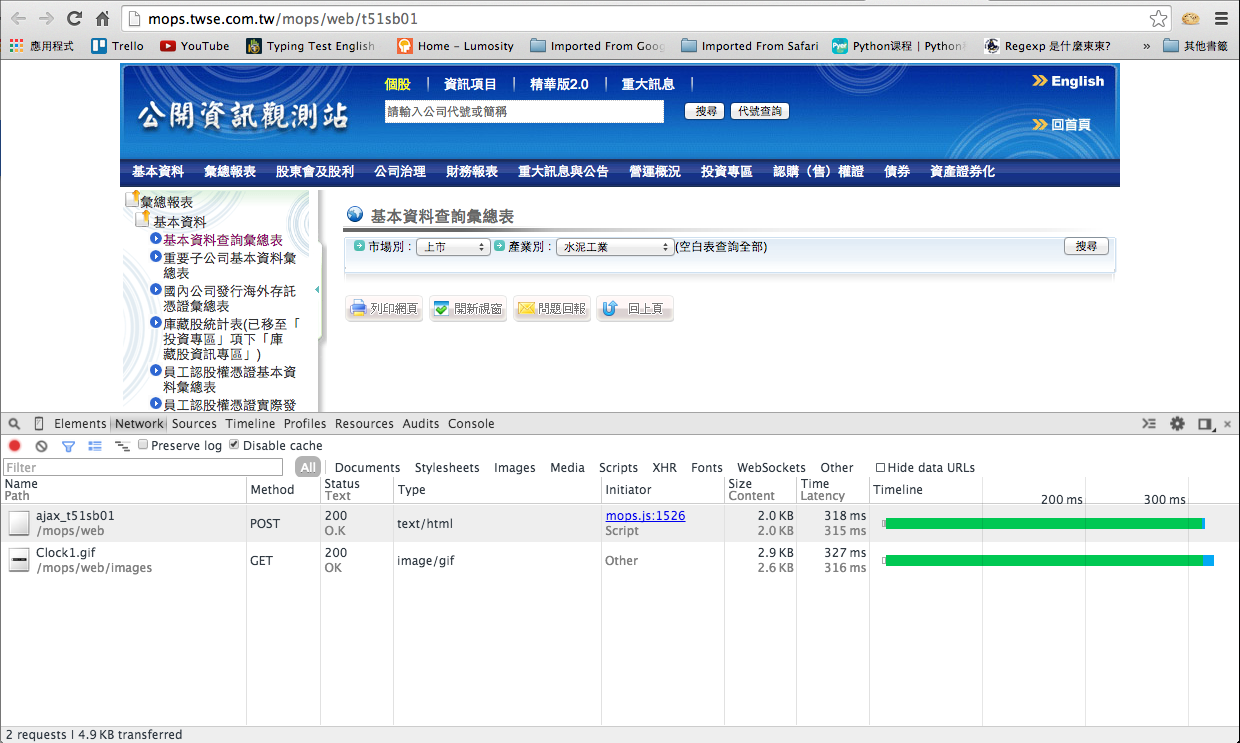 mops.twse.com.tw/mops/web/t51sb01
應用程式 Trello YouTube Typing Test English Home - Lumosity Imported From Goog Imported From Safari Python课程 | Python Regexp 是什麼東東? » 其他書籤
公開資訊觀測站
個股 | 資訊項目 | 精華版2.0 | 重大訊息 |
請輸入公司代號或簡稱 搜尋 代號查詢
English
回首頁
基本資料 彙總報表 股東會及股利 公司治理 財務報表 重大訊息與公告 營運概況 投資專區 認購（售）權證 債券 資產證券化
彙總報表
基本資料
基本資料查詢彙總表
重要子公司基本資料彙
總表
國內公司發行海外存託
憑證彙總表
庫藏股統計表(已移至「
投資專區」項下「庫
藏股資訊專區」)
員工認股權憑證基本資
料彙總表
員工認股權憑證實際發
基本資料查詢彙總表
市場別： 上市 產業別： 水泥工業 (空白表查詢全部) 搜尋
列印網頁 開新視窗 問題回報 回上頁
Elements Network Sources Timeline Profiles Resources Audits Console
Preserve log Disable cache
Filter All Documents Stylesheets Images Media Scripts XHR Fonts WebSockets Other Hide data URLs
Name Method Status Type Initiator Size Time Timeline
Path Text Content Latency 200 ms 300 ms
ajax_t51sb01 POST 200 text/html mops.js:1526 2.0 KB 318 ms
/mops/web O.K Script 2.0 KB 315 ms
Clock1.gif GET 200 image/gif Other 2.9 KB 327 ms
/mops/web/images OK 2.6 KB 316 ms
2 requests | 4.9 KB transferred